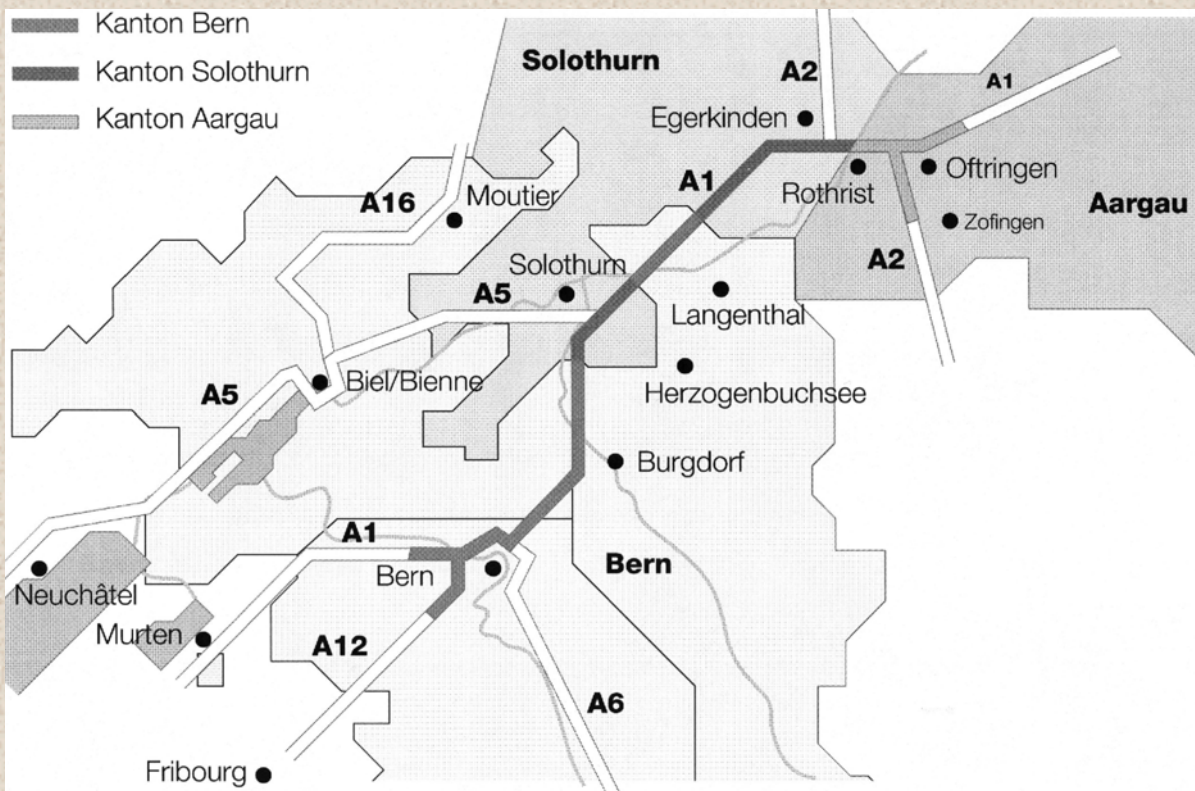 Kanton Bern
Kanton Solothurn
Kanton Aargau
Solothurn
A2
A1
Egerkinden
Oftringen
A16
Moutier
A1
Rothrist
Aargau
Zofingen
Solothurn
A2
A5
Langenthal
A5
Biel/Bienne
Herzogenbuchsee
Burgdorf
A1
Bern
Bern
Neuchâtel
Murten
A12
A6
Fribourg